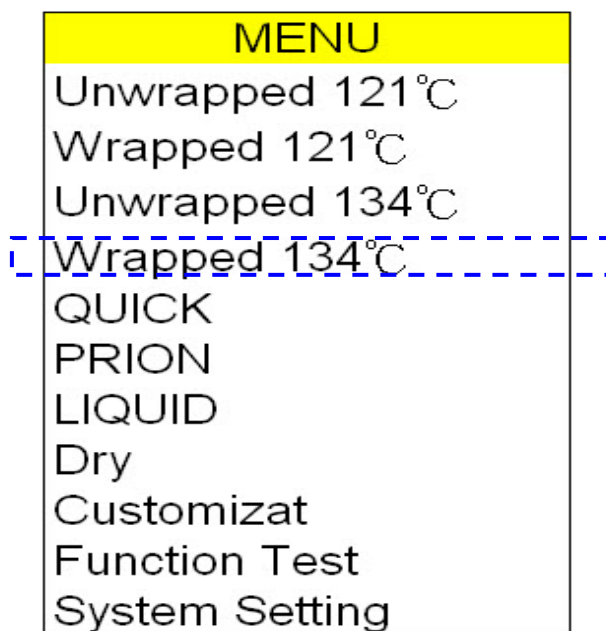 MENU
Unwrapped 121℃
Wrapped 121℃
Unwrapped 134℃
Wrapped 134℃
QUICK
PRION
LIQUID
Dry
Customizat
Function Test
System Setting